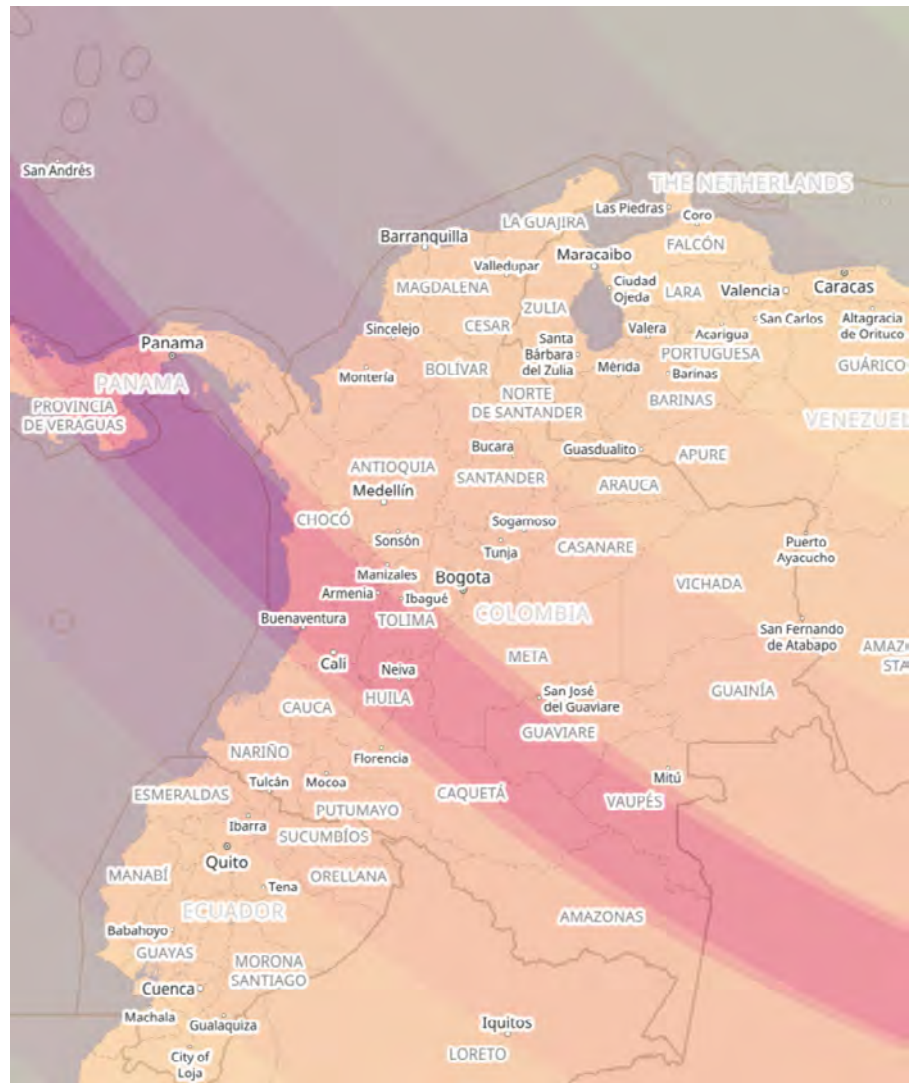 San Andrés
THE NETHERLANDS
Las Piedras
Coro
LA GUAJIRA
Barranquilla
FALCÓN
Maracaibo
Valledupar
MAGDALENA
Ciudad
Ojeda
LARA
Valencia
Caracas
ZULIA
San Carlos
Altagracia
de Orituco
Sincelejo
CESAR
Valera
Acarigua
Panama
Santa
Bárbara
del Zulia
PORTUGUESA
GUÁRICO
Montería
BOLÍVAR
Mérida
Barinas
PANAMA
NORTE
DE SANTANDER
BARINAS
PROVINCIA
DE VERAGUAS
VENEZUEL
Bucara
Guasdualito
APURE
ANTIOQUIA
SANTANDER
ARAUCA
Medellín
CHOCÓ
Sogamoso
Sonsón
Tunja
CASANARE
Puerto
Ayacucho
Manizales
Bogota
VICHADA
Armenia
Ibagué
Buenaventura
TOLIMA
COLOMBIA
San Fernando
de Atabapo
AMAZ
STA
Cali
Neiva
META
HUILA
San José
del Guaviare
GUAINÍA
CAUCA
GUAVIARE
NARIÑO
Florencia
Tulcán
Mocoa
Mitú
ESMERALDAS
CAQUETÁ
VAUPÉS
PUTUMAYO
Ibarra
SUCUMBÍOS
Quito
MANABÍ
Tena
ORELLANA
ECUADOR
AMAZONAS
Babahoyo
GUAYAS
MORONA
SANTIAGO
Cuenca
Machala
Gualaquiza
Iquitos
City of
Loja
LORETO